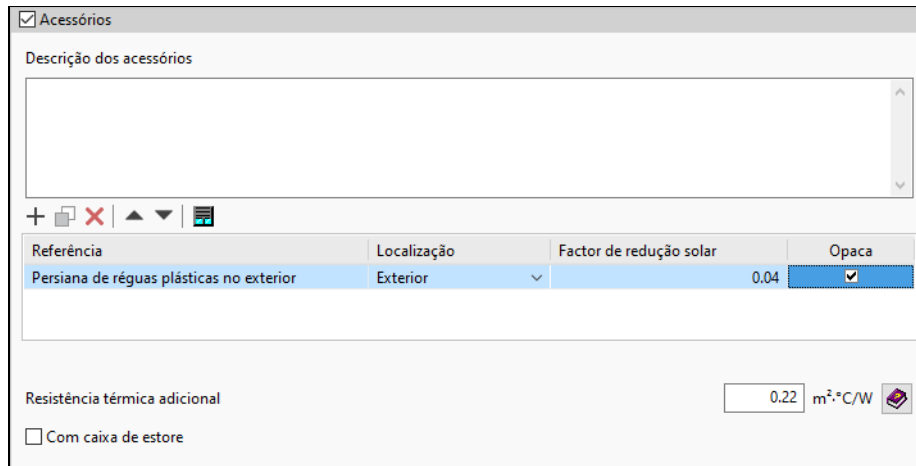 Acessórios
Descrição dos acessórios
Referência Localização Factor de redução solar Opaca
Persiana de réguas plásticas no exterior Exterior 0.04
Resistência térmica adicional 0.22 m²·°C/W
Com caixa de estore